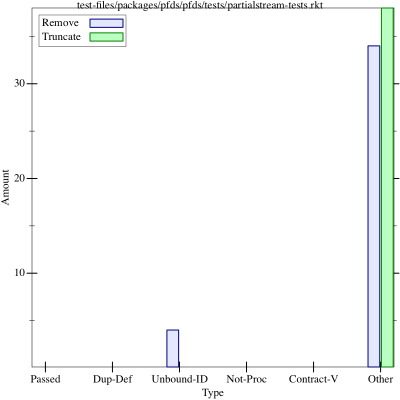 test-files/packages/pfds/pfds/tests/partialstream-tests.rkt
Remove
Truncate
30
20
10
Amount
Passed Dup-Def Unbound-ID Not-Proc Contract-V Other
Type